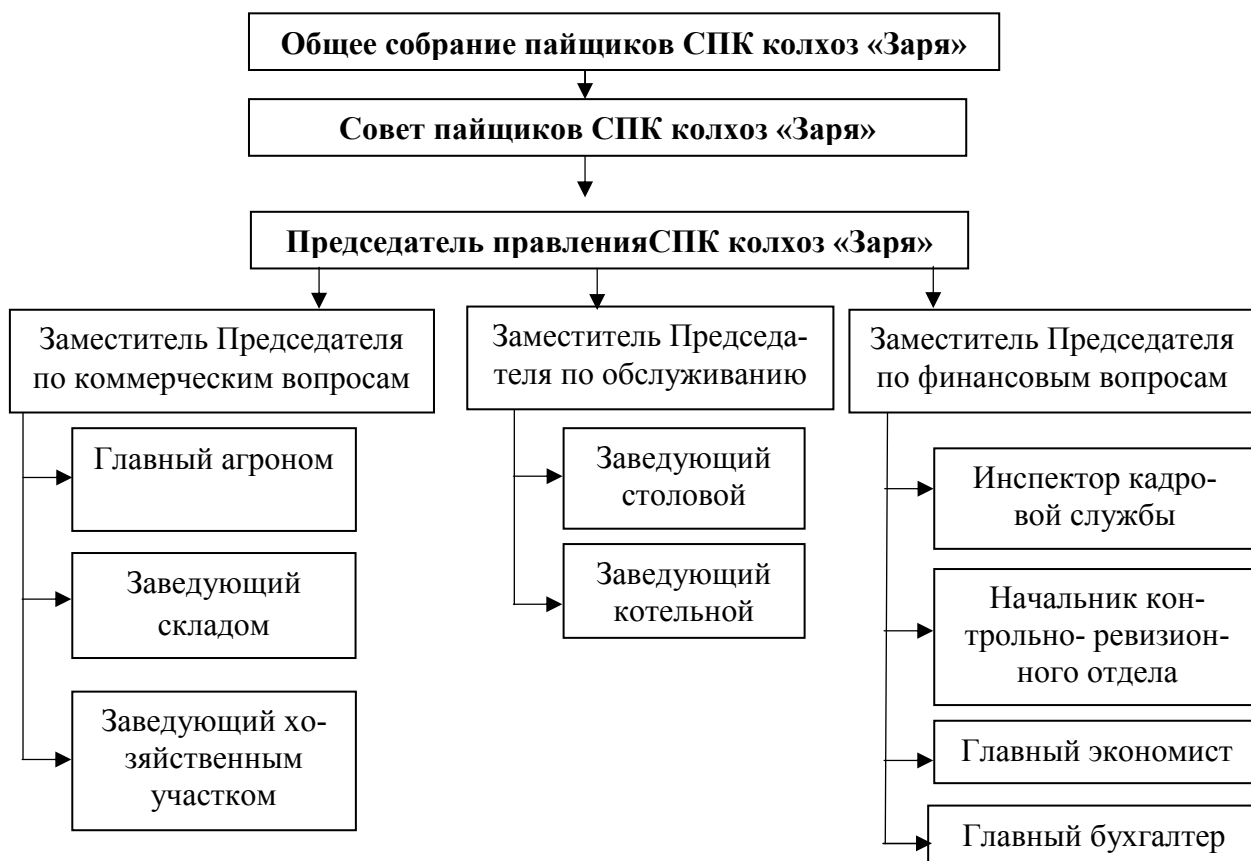 Общее собрание пайщиков СПК колхоз «Заря»
Совет пайщиков СПК колхоз «Заря»
Председатель правленияСПК колхоз «Заря»
Заместитель Председателя
по коммерческим вопросам
Главный агроном
Заведующий
складом
Заведующий хо-
зяйственным
участком
Заместитель Председа-
теля по обслуживанию
Заведующий
столовой
Заведующий
котельной
Заместитель Председателя
по финансовым вопросам
Инспектор кадро-
вой службы
Начальник кон-
трольно- ревизион-
ного отдела
Главный экономист
Главный бухгалтер